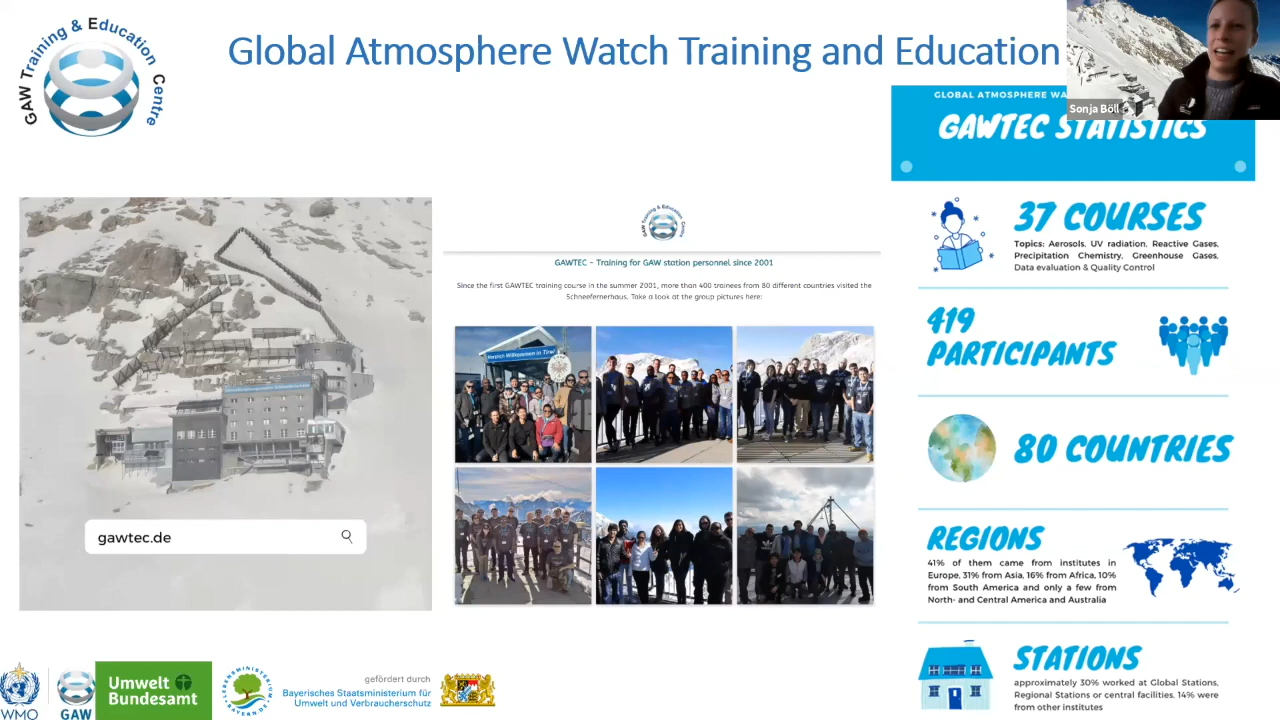 GAW Training & Education Centre
Global Atmosphere Watch Training and Education
Sonja Böll
GLOBAL ATMOSPHERE
GAWTEC STATISTICS
gawtec.de
GAW Training & Education Centre
GAWTEC - Training for GAW station personnel since 2001
Since the first GAWTEC training course in the summer 2001, more than 400 trainees from 80 different countries visited the
Schneefernerhaus. Take a look at the group pictures here:
Herzlich Willkommen in Tirol
37 COURSES
Topics: Aerosols, UV radiation, Reactive Gases,
Precipitation Chemistry, Greenhouse Gases,
Data evaluation & Quality Control
419
PARTICIPANTS
80 COUNTRIES
REGIONS
41% of them came from institutes in
Europe, 31% from Asia, 16% from Africa, 10%
from South America and only a few from
North- and Central America and Australia
STATIONS
approximately 30% worked at Global Stations,
Regional Stations or central facilities, 14% were
from other institutes
WMO
GAW
Umwelt
Bundesamt
LEBENSMINISTERIUM
BAYERN.DE
gefördert durch
Bayerisches Staatsministerium für
Umwelt und Verbraucherschutz